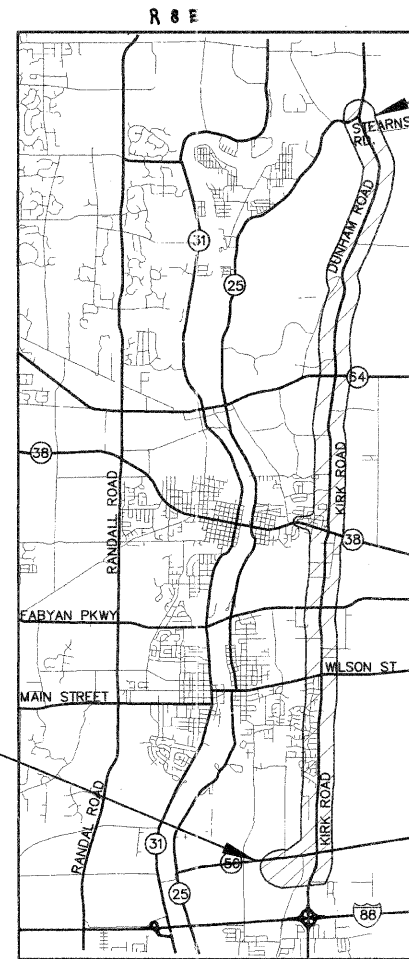 R 8 E
STEARNS
RD.
DUNHAM ROAD
31
25
64
38
RANDALL ROAD
KIRK ROAD
38
FABYAN PKWY
WILSON ST
MAIN STREET
RANDAL ROAD
KIRK ROAD
31
56
25
88